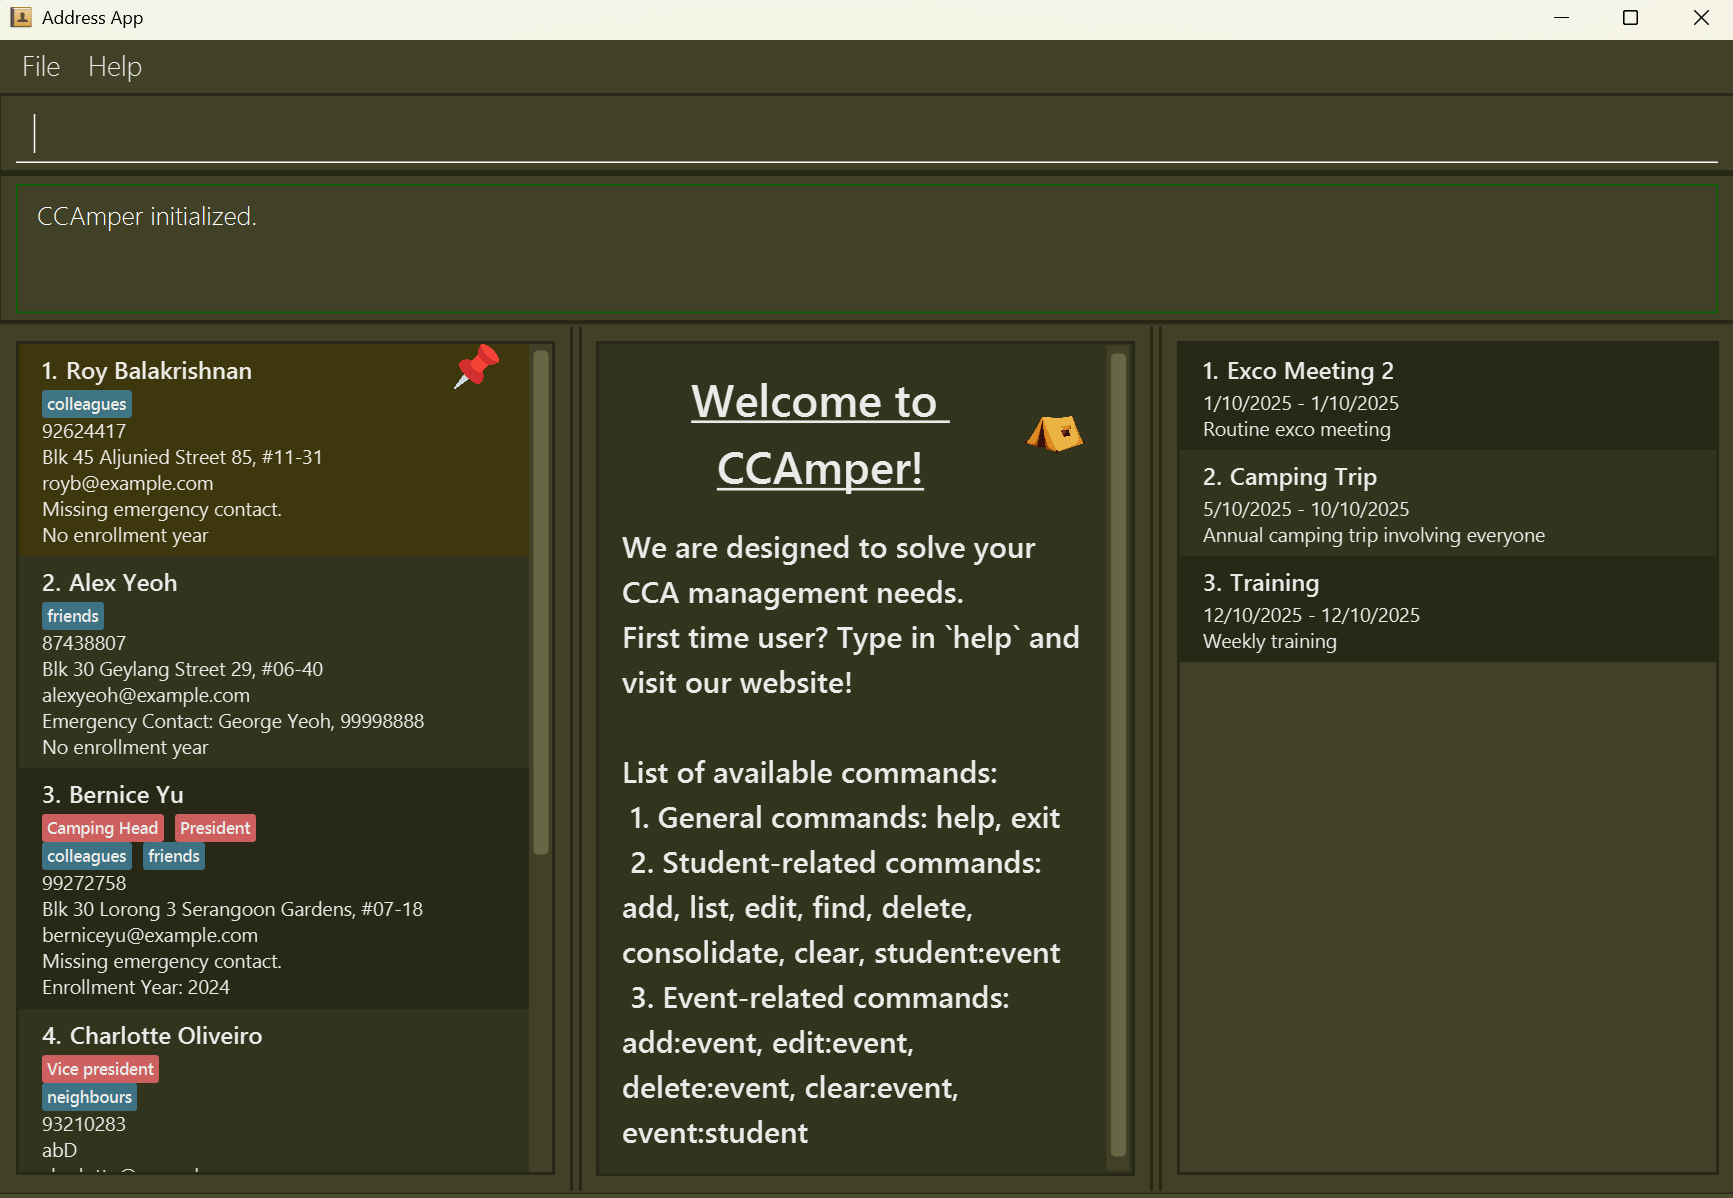 Address App
File Help
CCAmper initialized.
1. Roy Balakrishnan
colleagues
92624417
Blk 45 Aljunied Street 85, #11-31
royb@example.com
Missing emergency contact.
No enrollment year
2. Alex Yeoh
friends
87438807
Blk 30 Geylang Street 29, #06-40
alexyeoh@example.com
Emergency Contact: George Yeoh, 99998888
No enrollment year
3. Bernice Yu
Camping Head President
colleagues friends
99272758
Blk 30 Lorong 3 Serangoon Gardens, #07-18
berniceyu@example.com
Missing emergency contact.
Enrollment Year: 2024
4. Charlotte Oliveiro
Vice president
neighbours
93210283
abD
Welcome to
CCAmper!
We are designed to solve your
CCA management needs.
First time user? Type in `help` and
visit our website!
List of available commands:
1. General commands: help, exit
2. Student-related commands:
add, list, edit, find, delete,
consolidate, clear, student:event
3. Event-related commands:
add:event, edit:event,
delete:event, clear:event,
event:student
1. Exco Meeting 2
1/10/2025 - 1/10/2025
Routine exco meeting
2. Camping Trip
5/10/2025 - 10/10/2025
Annual camping trip involving everyone
3. Training
12/10/2025 - 12/10/2025
Weekly training